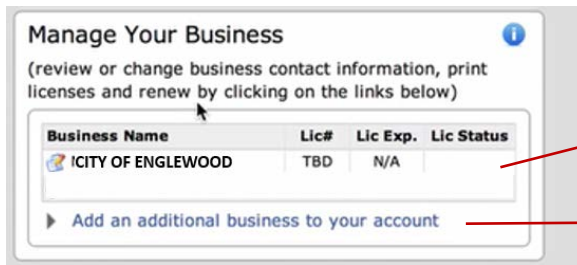 Manage Your Business
(review or change business contact information, print
licenses and renew by clicking on the links below)
Business Name Lic# Lic Exp. Lic Status
CITY OF ENGLEWOOD TBD N/A
Add an additional business to your account